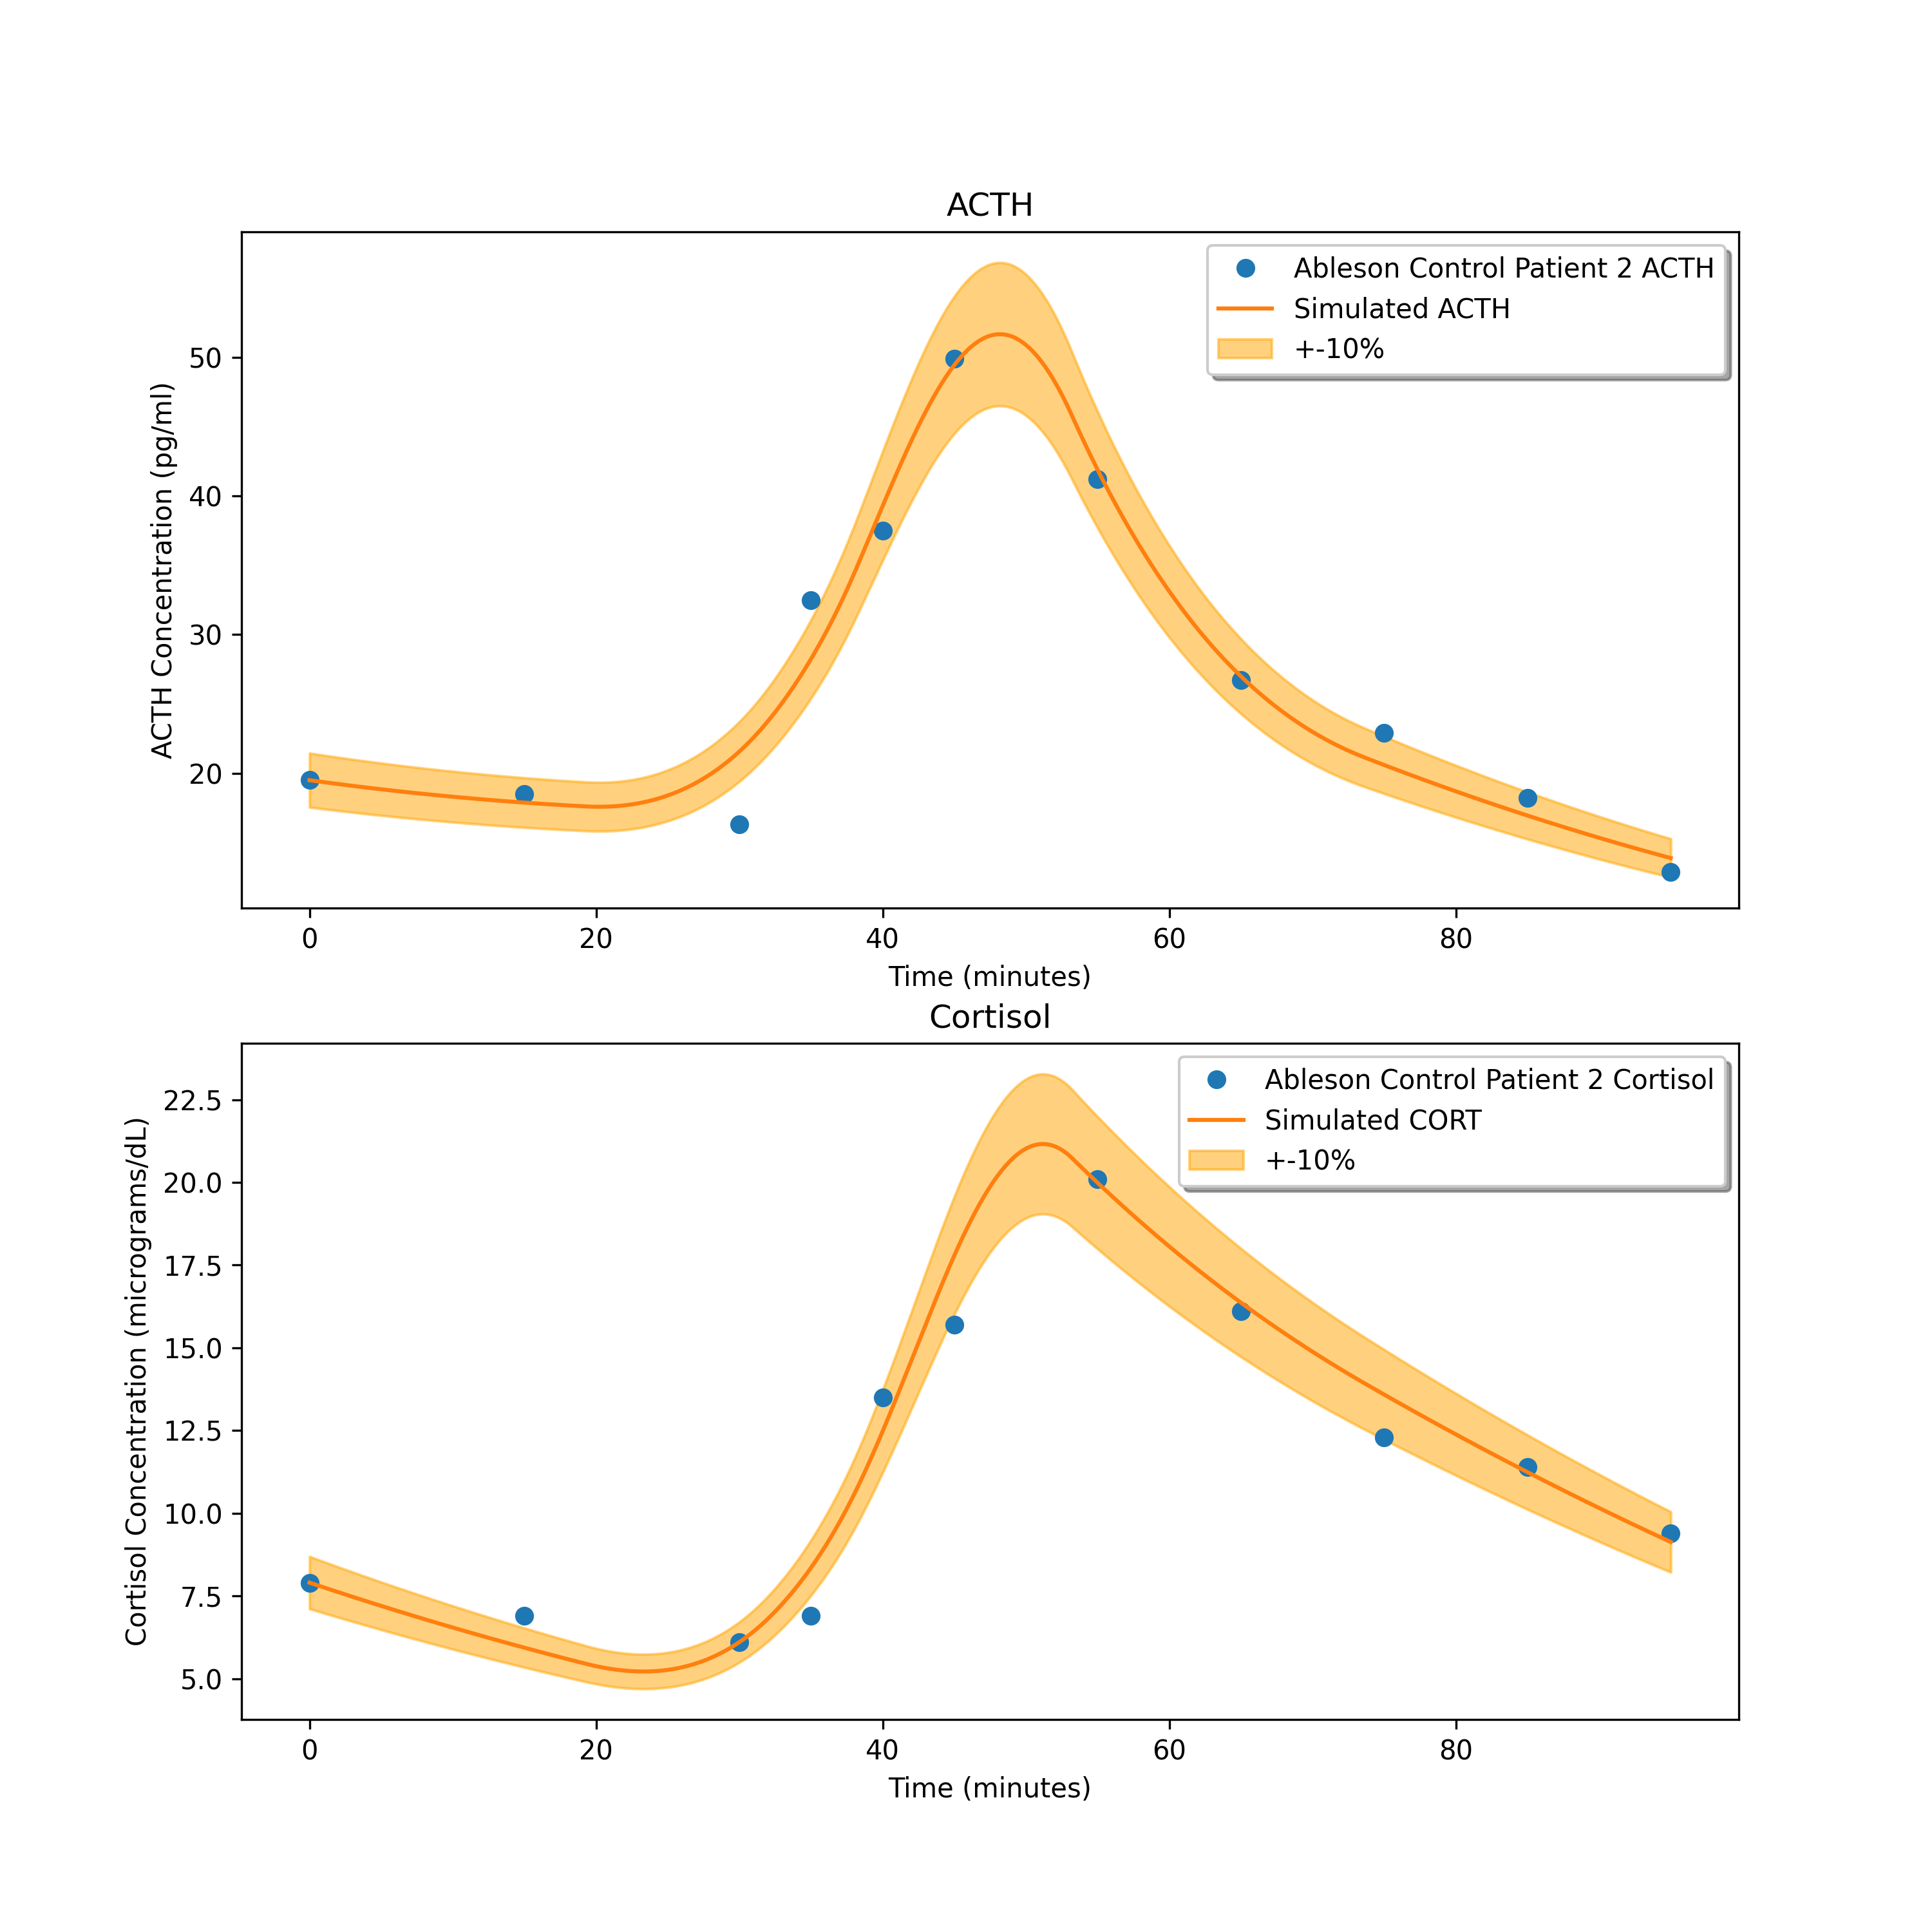 ACTH
Ableson Control Patient 2 ACTH
Simulated ACTH
+-10%
ACTH Concentration (pg/ml)
50
40
30
20
0 20 40 60 80
Time (minutes)
Cortisol
Ableson Control Patient 2 Cortisol
Simulated CORT
+-10%
Cortisol Concentration (micrograms/dL)
22.5
20.0
17.5
15.0
12.5
10.0
7.5
5.0
0 20 40 60 80
Time (minutes)